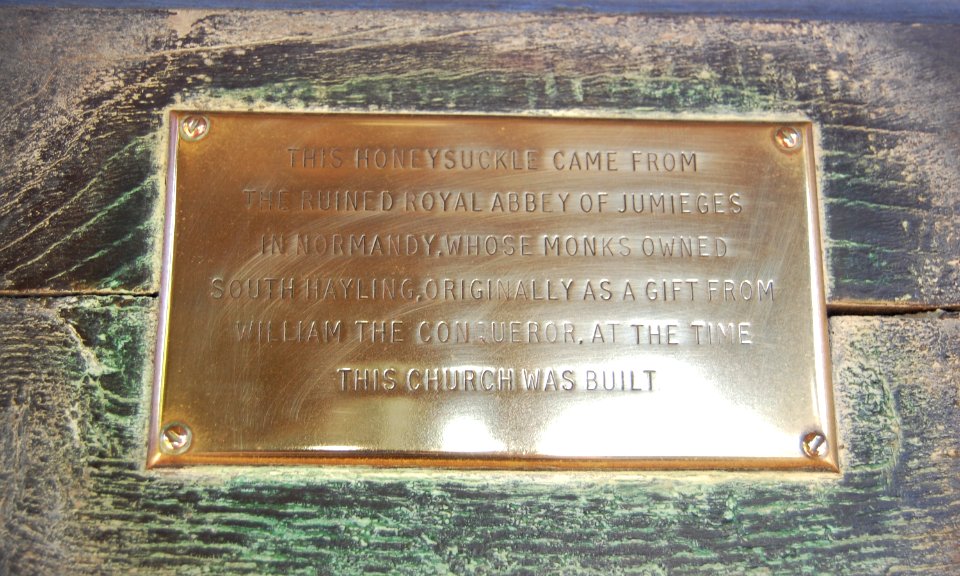 THIS HONEYSUCKLE CAME FROM
THE RUINED ROYAL ABBEY OF JUMIEGES
IN NORMANDY, WHOSE MONKS OWNED
SOUTH HAYLING, ORIGINALLY AS A GIFT FROM
WILLIAM THE CONQUEROR, AT THE TIME
THIS CHURCH WAS BUILT